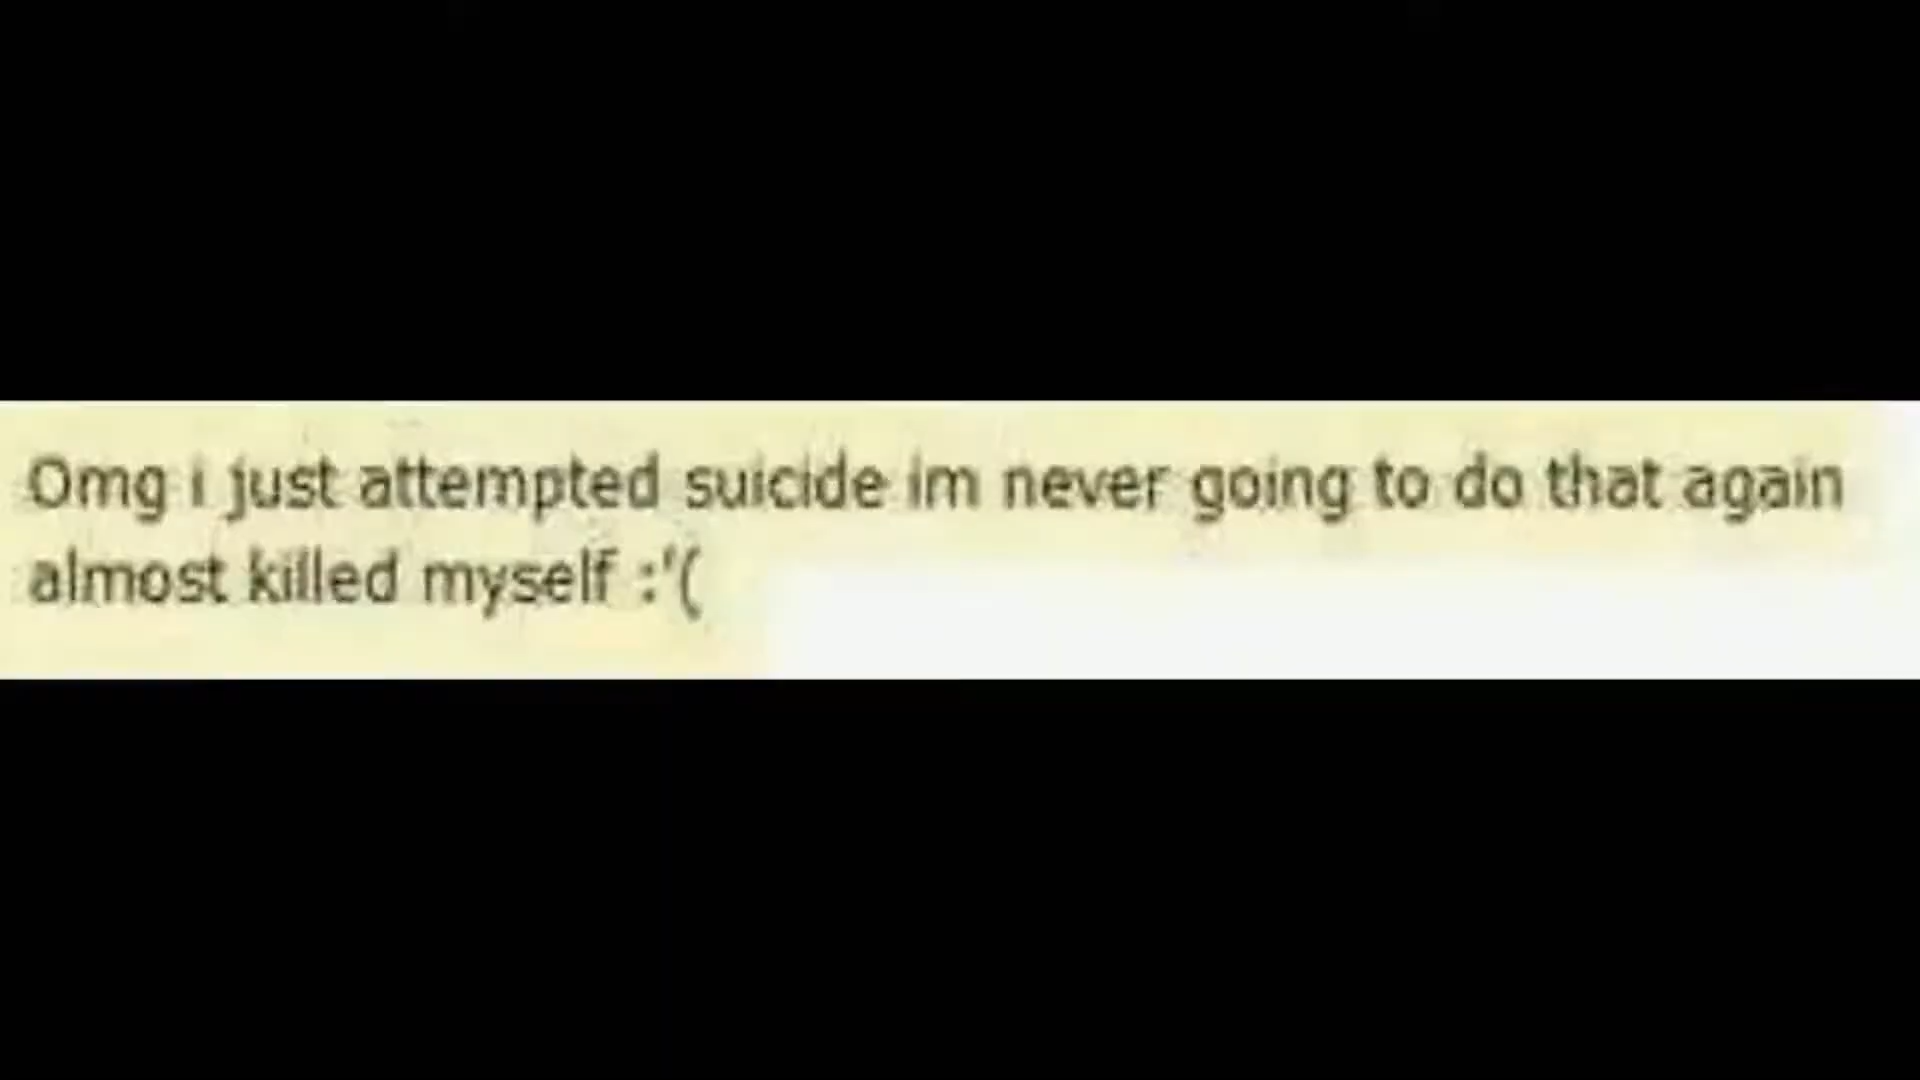 Omg i just attempted suicide im never going to do that again
almost killed myself :'(